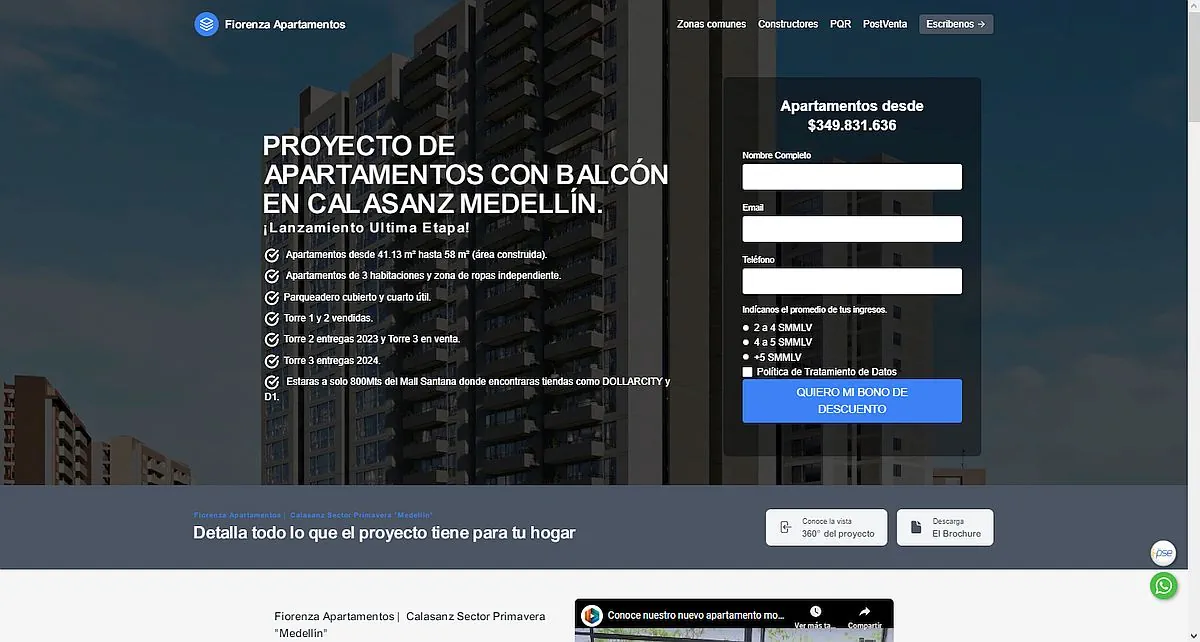 Fiorenza Apartamentos
Zonas comunes
Constructores
PQR
PostVenta
Escríbenos →
PROYECTO DE
APARTAMENTOS CON BALCÓN
EN CALASANZ MEDELLÍN.
¡Lanzamiento Ultima Etapa!
Apartamentos desde 41.13 m² hasta 58 m² (área construida).
Apartamentos de 3 habitaciones y zona de ropas independiente.
Parqueadero cubierto y cuarto útil.
Torre 1 y 2 vendidas.
Torre 2 entregas 2023 y Torre 3 en venta.
Torre 3 entregas 2024.
Estaras a solo 800Mts del Mall Santana donde encontraras tiendas como DOLLARCITY y
D1.
Apartamentos desde
$349.831.636
Nombre Completo
Email
Teléfono
Indícanos el promedio de tus ingresos.
2 a 4 SMMLV
4 a 5 SMMLV
+5 SMMLV
Política de Tratamiento de Datos
QUIERO MI BONO DE
DESCUENTO
Fiorenza Apartamentos | Calasanz Sector Primavera "Medellín"
Detalla todo lo que el proyecto tiene para tu hogar
Conoce la vista
360° del proyecto
Descarga
El Brochure
pse
Fiorenza Apartamentos | Calasanz Sector Primavera
"Medellín"
Conoce nuestro nuevo apartamento mo...
Ver más ta...
Compartir